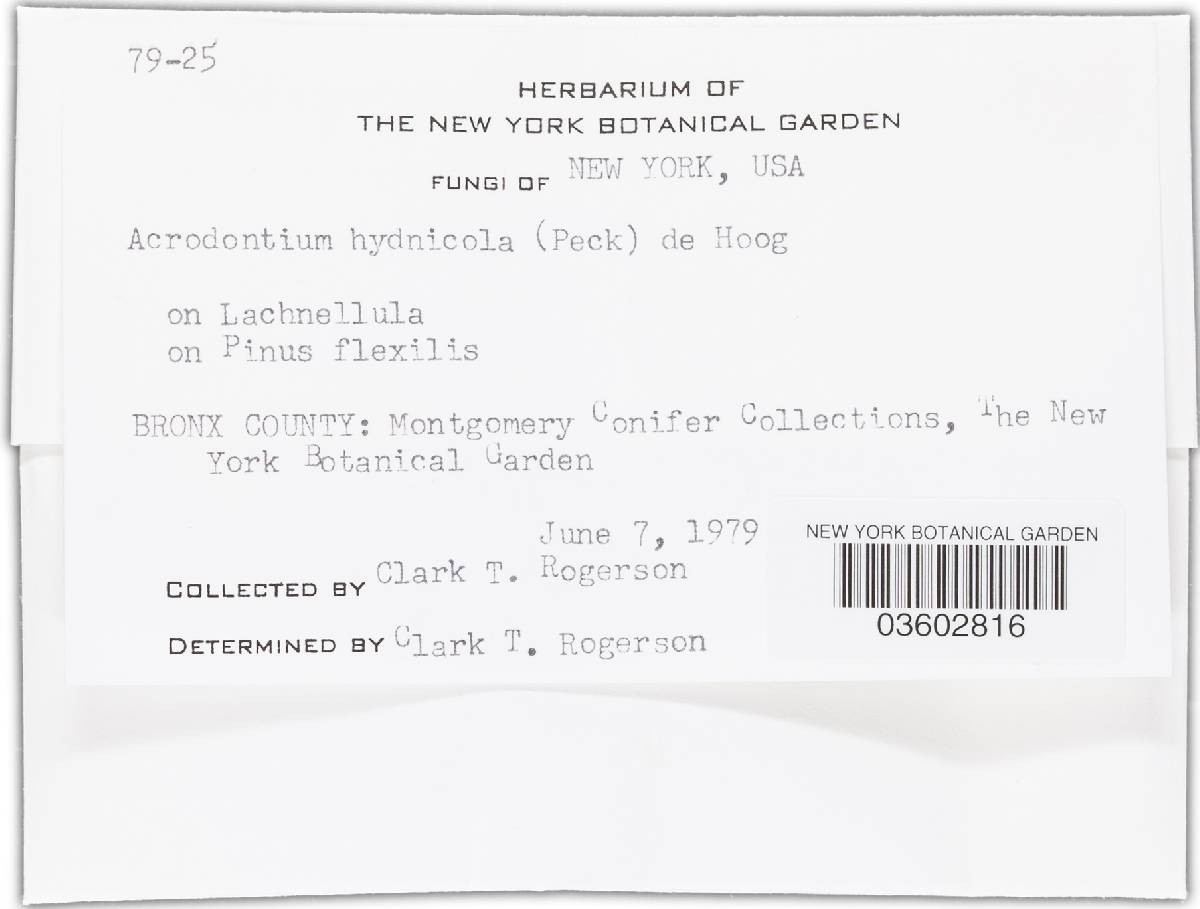 79-25
HERBARIUM OF
THE NEW YORK BOTANICAL GARDEN
FUNGI OF NEW YORK, USA
Acrodontium hydnicola (Peck) de Hoog
on Lachnellula
on Pinus flexilis
BRONX COUNTY: Montgomery Conifer Collections, The New
York Botanical Garden
June 7, 1979
COLLECTED BY Clark T. Rogerson
DETERMINED BY Clark T. Rogerson
NEW YORK BOTANICAL GARDEN
03602816